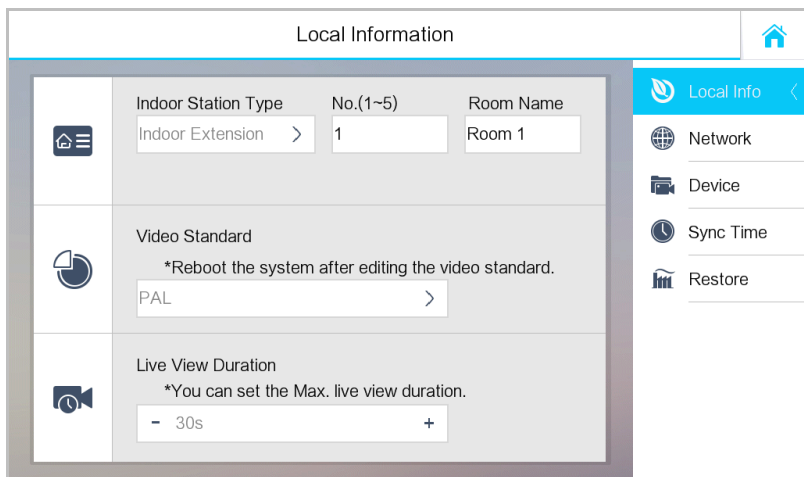 Local Information
Indoor Station Type No.(1~5) Room Name
Indoor Extension 1 Room 1
Video Standard
*Reboot the system after editing the video standard.
PAL
Live View Duration
*You can set the Max. live view duration.
- 30s +
Local Info
Network
Device
Sync Time
Restore